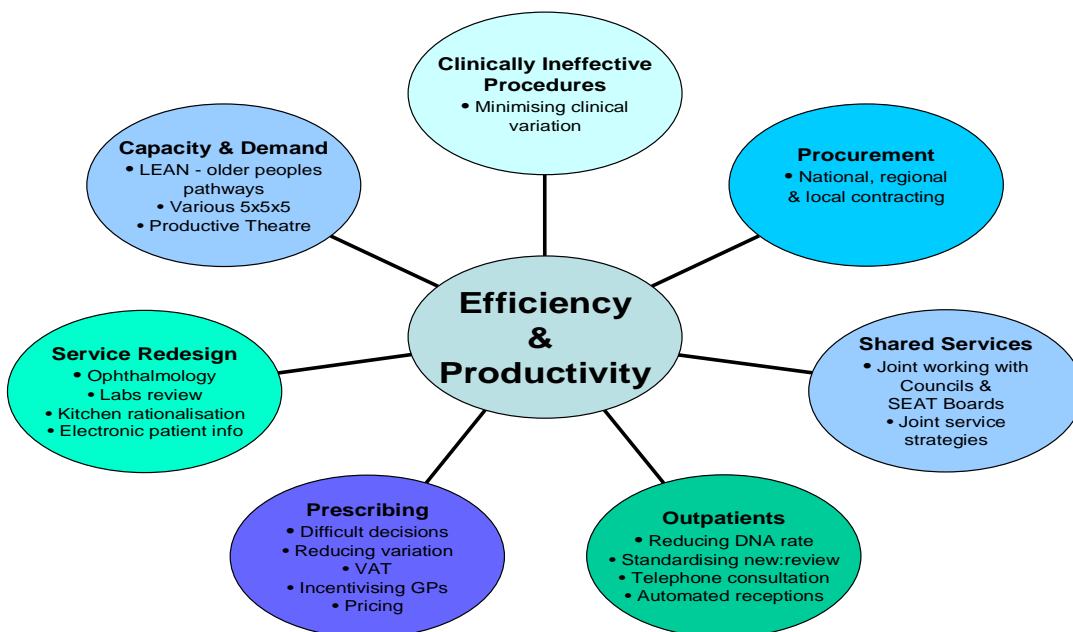 Clinically Ineffective
Procedures
• Minimising clinical
variation
Capacity & Demand
• LEAN - older peoples
pathways
• Various 5x5x5
• Productive Theatre
Procurement
• National, regional
& local contracting
Efficiency
&
Productivity
Service Redesign
• Ophthalmology
• Labs review
• Kitchen rationalisation
• Electronic patient info
Shared Services
• Joint working with
Councils &
SEAT Boards
• Joint service
strategies
Prescribing
• Difficult decisions
• Reducing variation
• VAT
• Incentivising GPs
• Pricing
Outpatients
• Reducing DNA rate
• Standardising new:review
• Telephone consultation
• Automated receptions